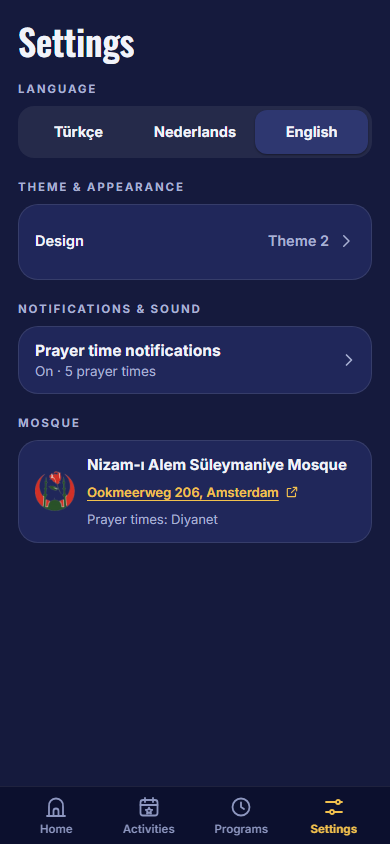 Settings
LANGUAGE
Türkçe Nederlands English
THEME & APPEARANCE
Design Theme 2
NOTIFICATIONS & SOUND
Prayer time notifications
On · 5 prayer times
MOSQUE
Nizam-ı Alem Süleymaniye Mosque
Ookmeerweg 206, Amsterdam
Prayer times: Diyanet
Home Activities Programs Settings